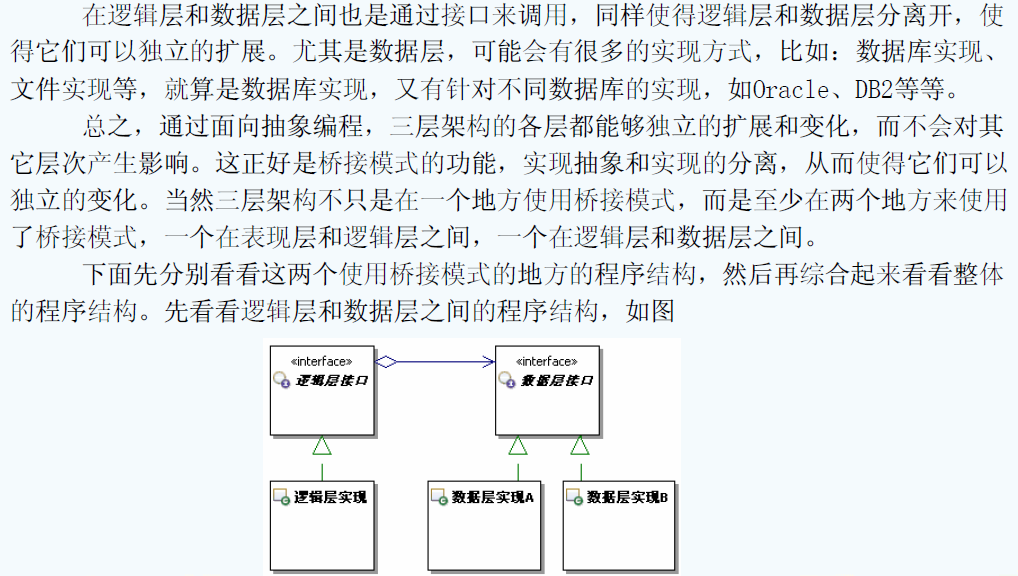 在逻辑层和数据层之间也是通过接口来调用，同样使得逻辑层和数据层分离开，使
得它们可以独立的扩展。尤其是数据层，可能会有很多的实现方式，比如：数据库实现、
文件实现等，就算是数据库实现，又有针对不同数据库的实现，如Oracle、DB2等等。
总之，通过面向抽象编程，三层架构的各层都能够独立的扩展和变化，而不会对其
它层次产生影响。这正好是桥接模式的功能，实现抽象和实现的分离，从而使得它们可以
独立的变化。当然三层架构不只是在一个地方使用桥接模式，而是至少在两个地方来使用
了桥接模式，一个在表现层和逻辑层之间，一个在逻辑层和数据层之间。
下面先分别看看这两个使用桥接模式的地方的程序结构，然后再综合起来看看整体
的程序结构。先看看逻辑层和数据层之间的程序结构，如图
«interface»
逻辑层接口
«interface»
数据层接口
逻辑层实现
数据层实现A
数据层实现B